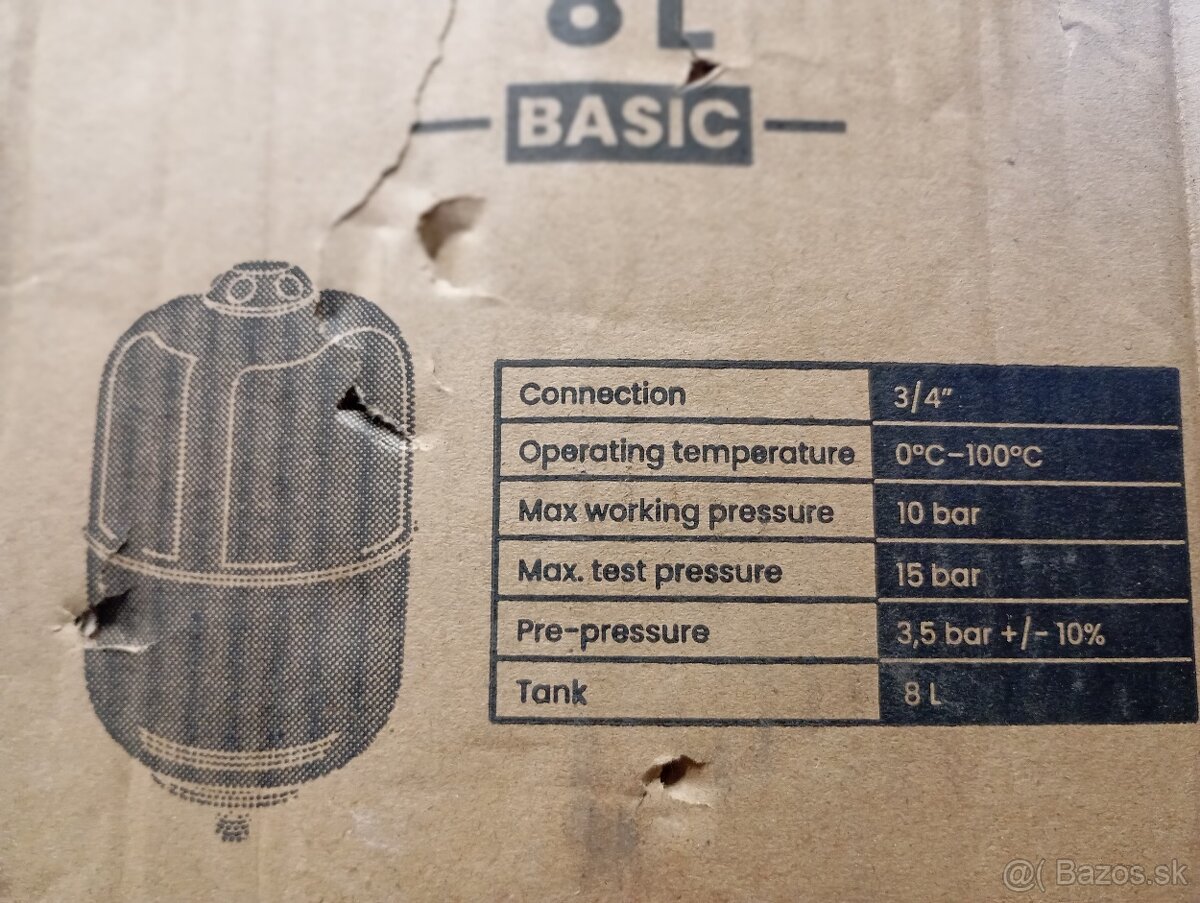 8 L
BASIC
Connection 3/4"
Operating temperature 0°C–100°C
Max working pressure 10 bar
Max. test pressure 15 bar
Pre-pressure 3,5 bar +/- 10%
Tank 8 L
@( Bazos.sk